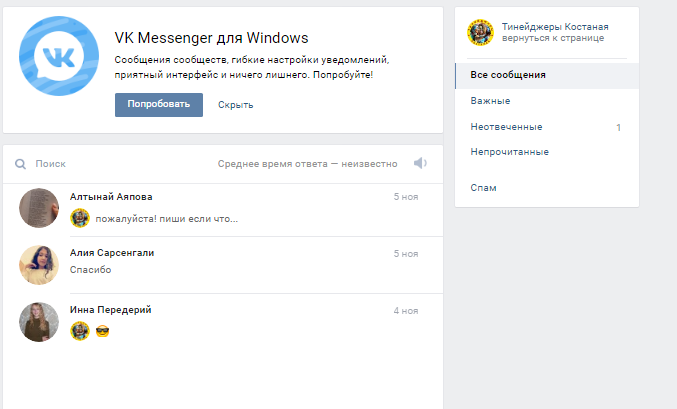 VK Messenger для Windows
Сообщения сообществ, гибкие настройки уведомлений,
приятный интерфейс и ничего лишнего. Попробуйте!
Попробовать
Скрыть
Поиск
Среднее время ответа — неизвестно
Алтынай Аяпова
5 ноя
пожалуйста! пиши если что...
Алия Сарсенгали
5 ноя
Спасибо
Инна Передерий
4 ноя
Тинейджеры Костаная
вернуться к странице
Все сообщения
Важные
Неотвеченные
1
Непрочитанные
Спам